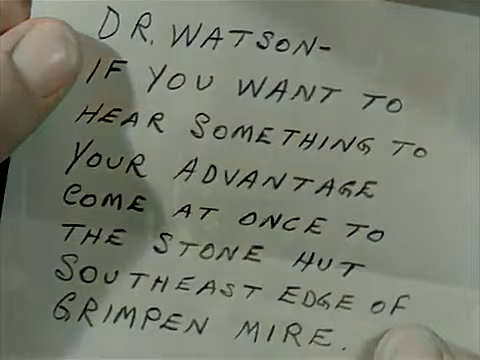 DR. WATSON-
IF YOU WANT TO
HEAR SOMETHING TO
YOUR ADVANTAGE
COME AT ONCE TO
THE STONE HUT
SOUTHEAST EDGE OF
GRIMPEN MIRE.